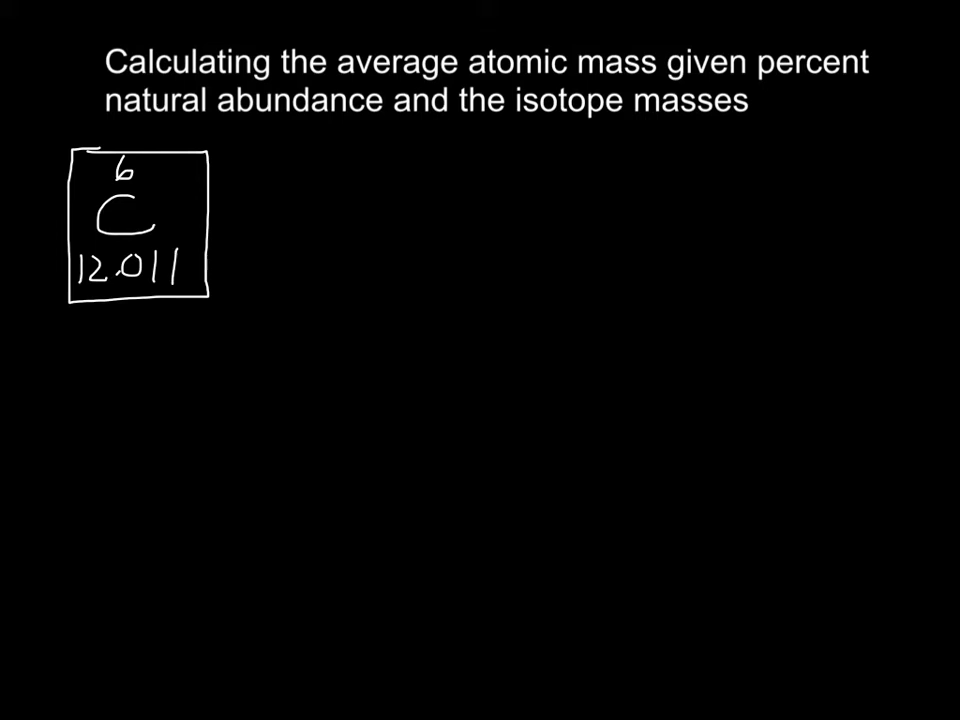 Calculating the average atomic mass given percent
natural abundance and the isotope masses
6
C
12.011